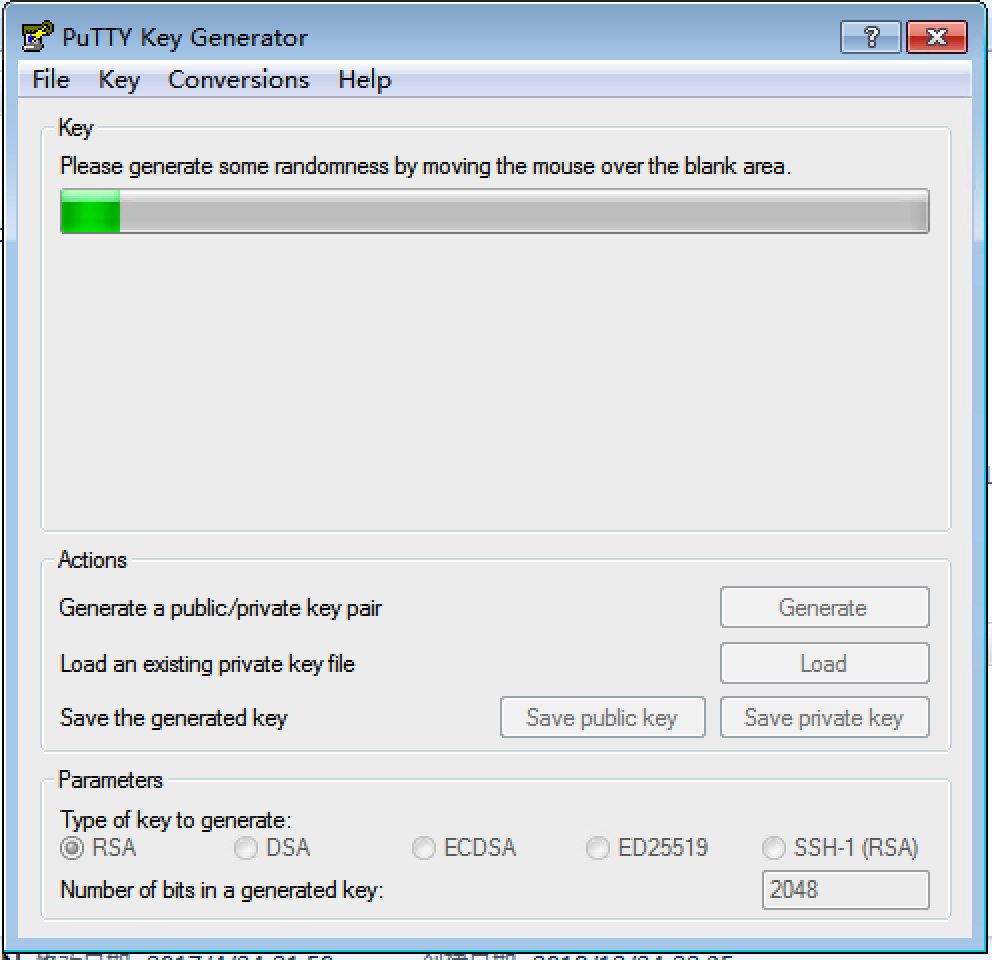 PuTTY Key Generator
?
File Key Conversions Help
Key
Please generate some randomness by moving the mouse over the blank area.
Actions
Generate a public/private key pair Generate
Load an existing private key file Load
Save the generated key Save public key Save private key
Parameters
Type of key to generate:
RSA DSA ECDSA ED25519 SSH-1 (RSA)
Number of bits in a generated key: 2048